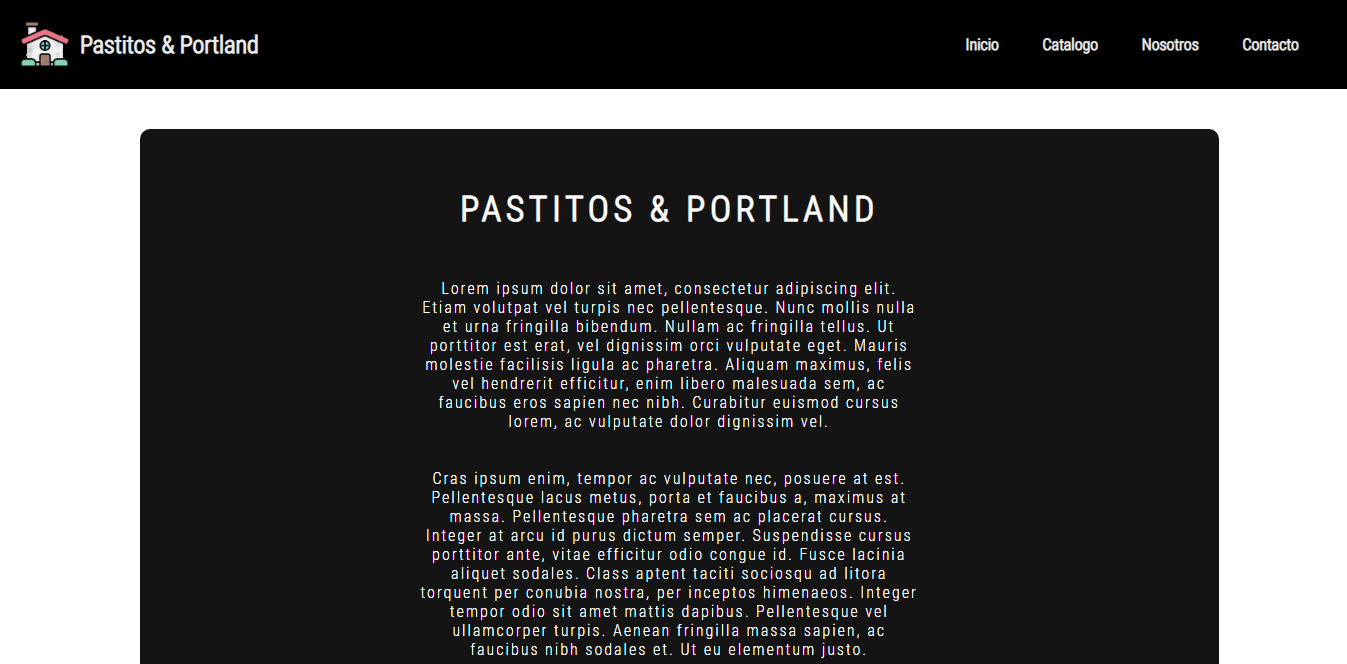 Pastitos & Portland
Inicio
Catalogo
Nosotros
Contacto
PASTITOS & PORTLAND
Lorem ipsum dolor sit amet, consectetur adipiscing elit.
Etiam volutpat vel turpis nec pellentesque. Nunc mollis nulla
et urna fringilla bibendum. Nullam ac fringilla tellus. Ut
porttitor est erat, vel dignissim orci vulputate eget. Mauris
molestie facilisis ligula ac pharetra. Aliquam maximus, felis
vel hendrerit efficitur, enim libero malesuada sem, ac
faucibus eros sapien nec nibh. Curabitur euismod cursus
lorem, ac vulputate dolor dignissim vel.
Cras ipsum enim, tempor ac vulputate nec, posuere at est.
Pellentesque lacus metus, porta et faucibus a, maximus at
massa. Pellentesque pharetra sem ac placerat cursus.
Integer at arcu id purus dictum semper. Suspendisse cursus
porttitor ante, vitae efficitur odio congue id. Fusce lacinia
aliquet sodales. Class aptent taciti sociosqu ad litora
torquent per conubia nostra, per inceptos himenaeos. Integer
tempor odio sit amet mattis dapibus. Pellentesque vel
ullamcorper turpis. Aenean fringilla massa sapien, ac
faucibus nibh sodales et. Ut eu elementum justo.